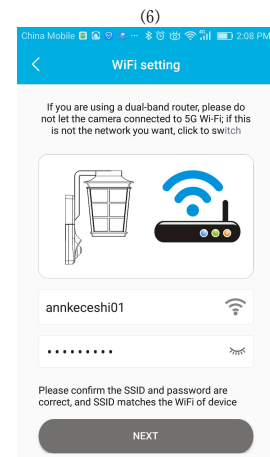 (6)
China Mobile 2:08 PM
WiFi setting
If you are using a dual-band router, please do
not let the camera connected to 5G Wi-Fi; if this
is not the network you want, click to switch
annkeceshi01
•••••••••
Please confirm the SSID and password are
correct, and SSID matches the WiFi of device
NEXT